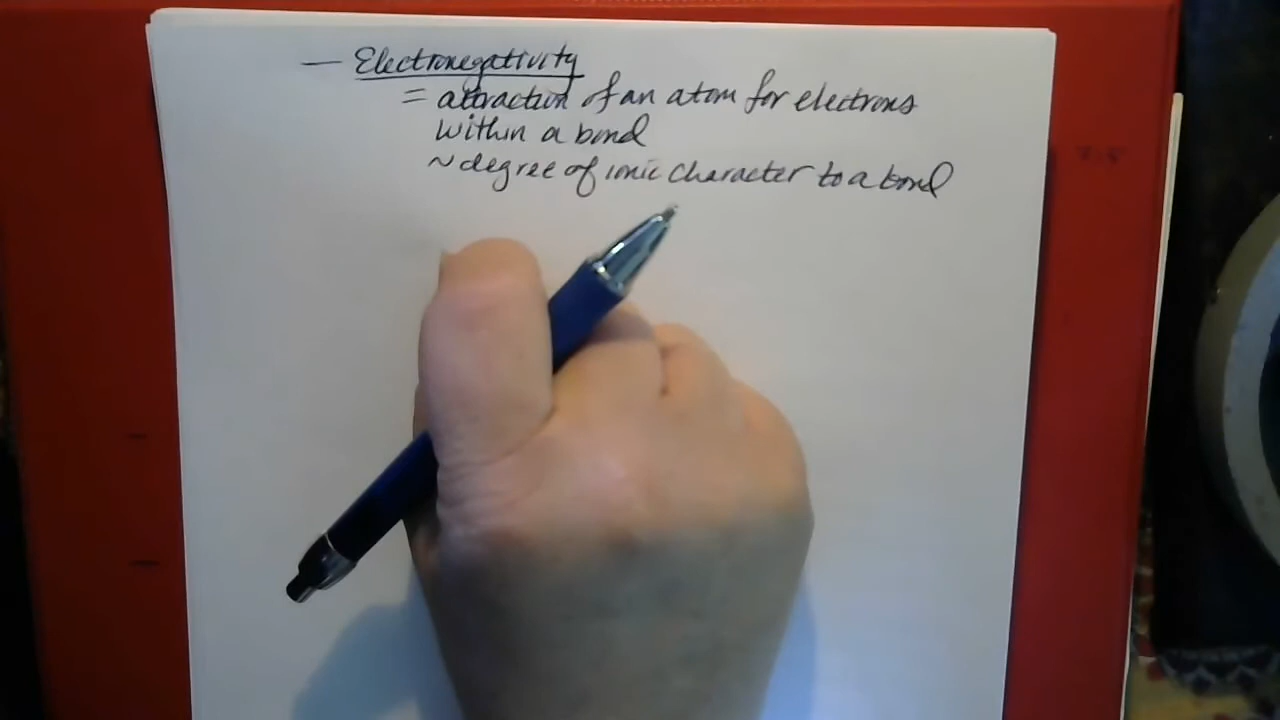 — Electronegativity
= attraction of an atom for electrons
within a bond
~ degree of ionic character to a bond